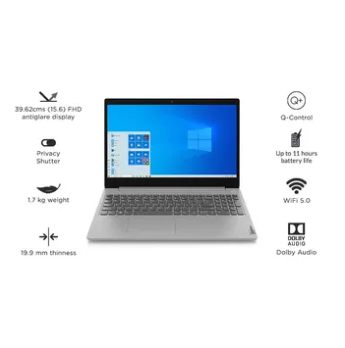 39.62cms (15.6) FHD
antiglare display
Privacy
Shutter
1.7 kg weight
19.9 mm thinness
Q+
Q-Control
Up to 11 hours
battery life
WiFi 5.0
DOLBY
AUDIO
Dolby Audio